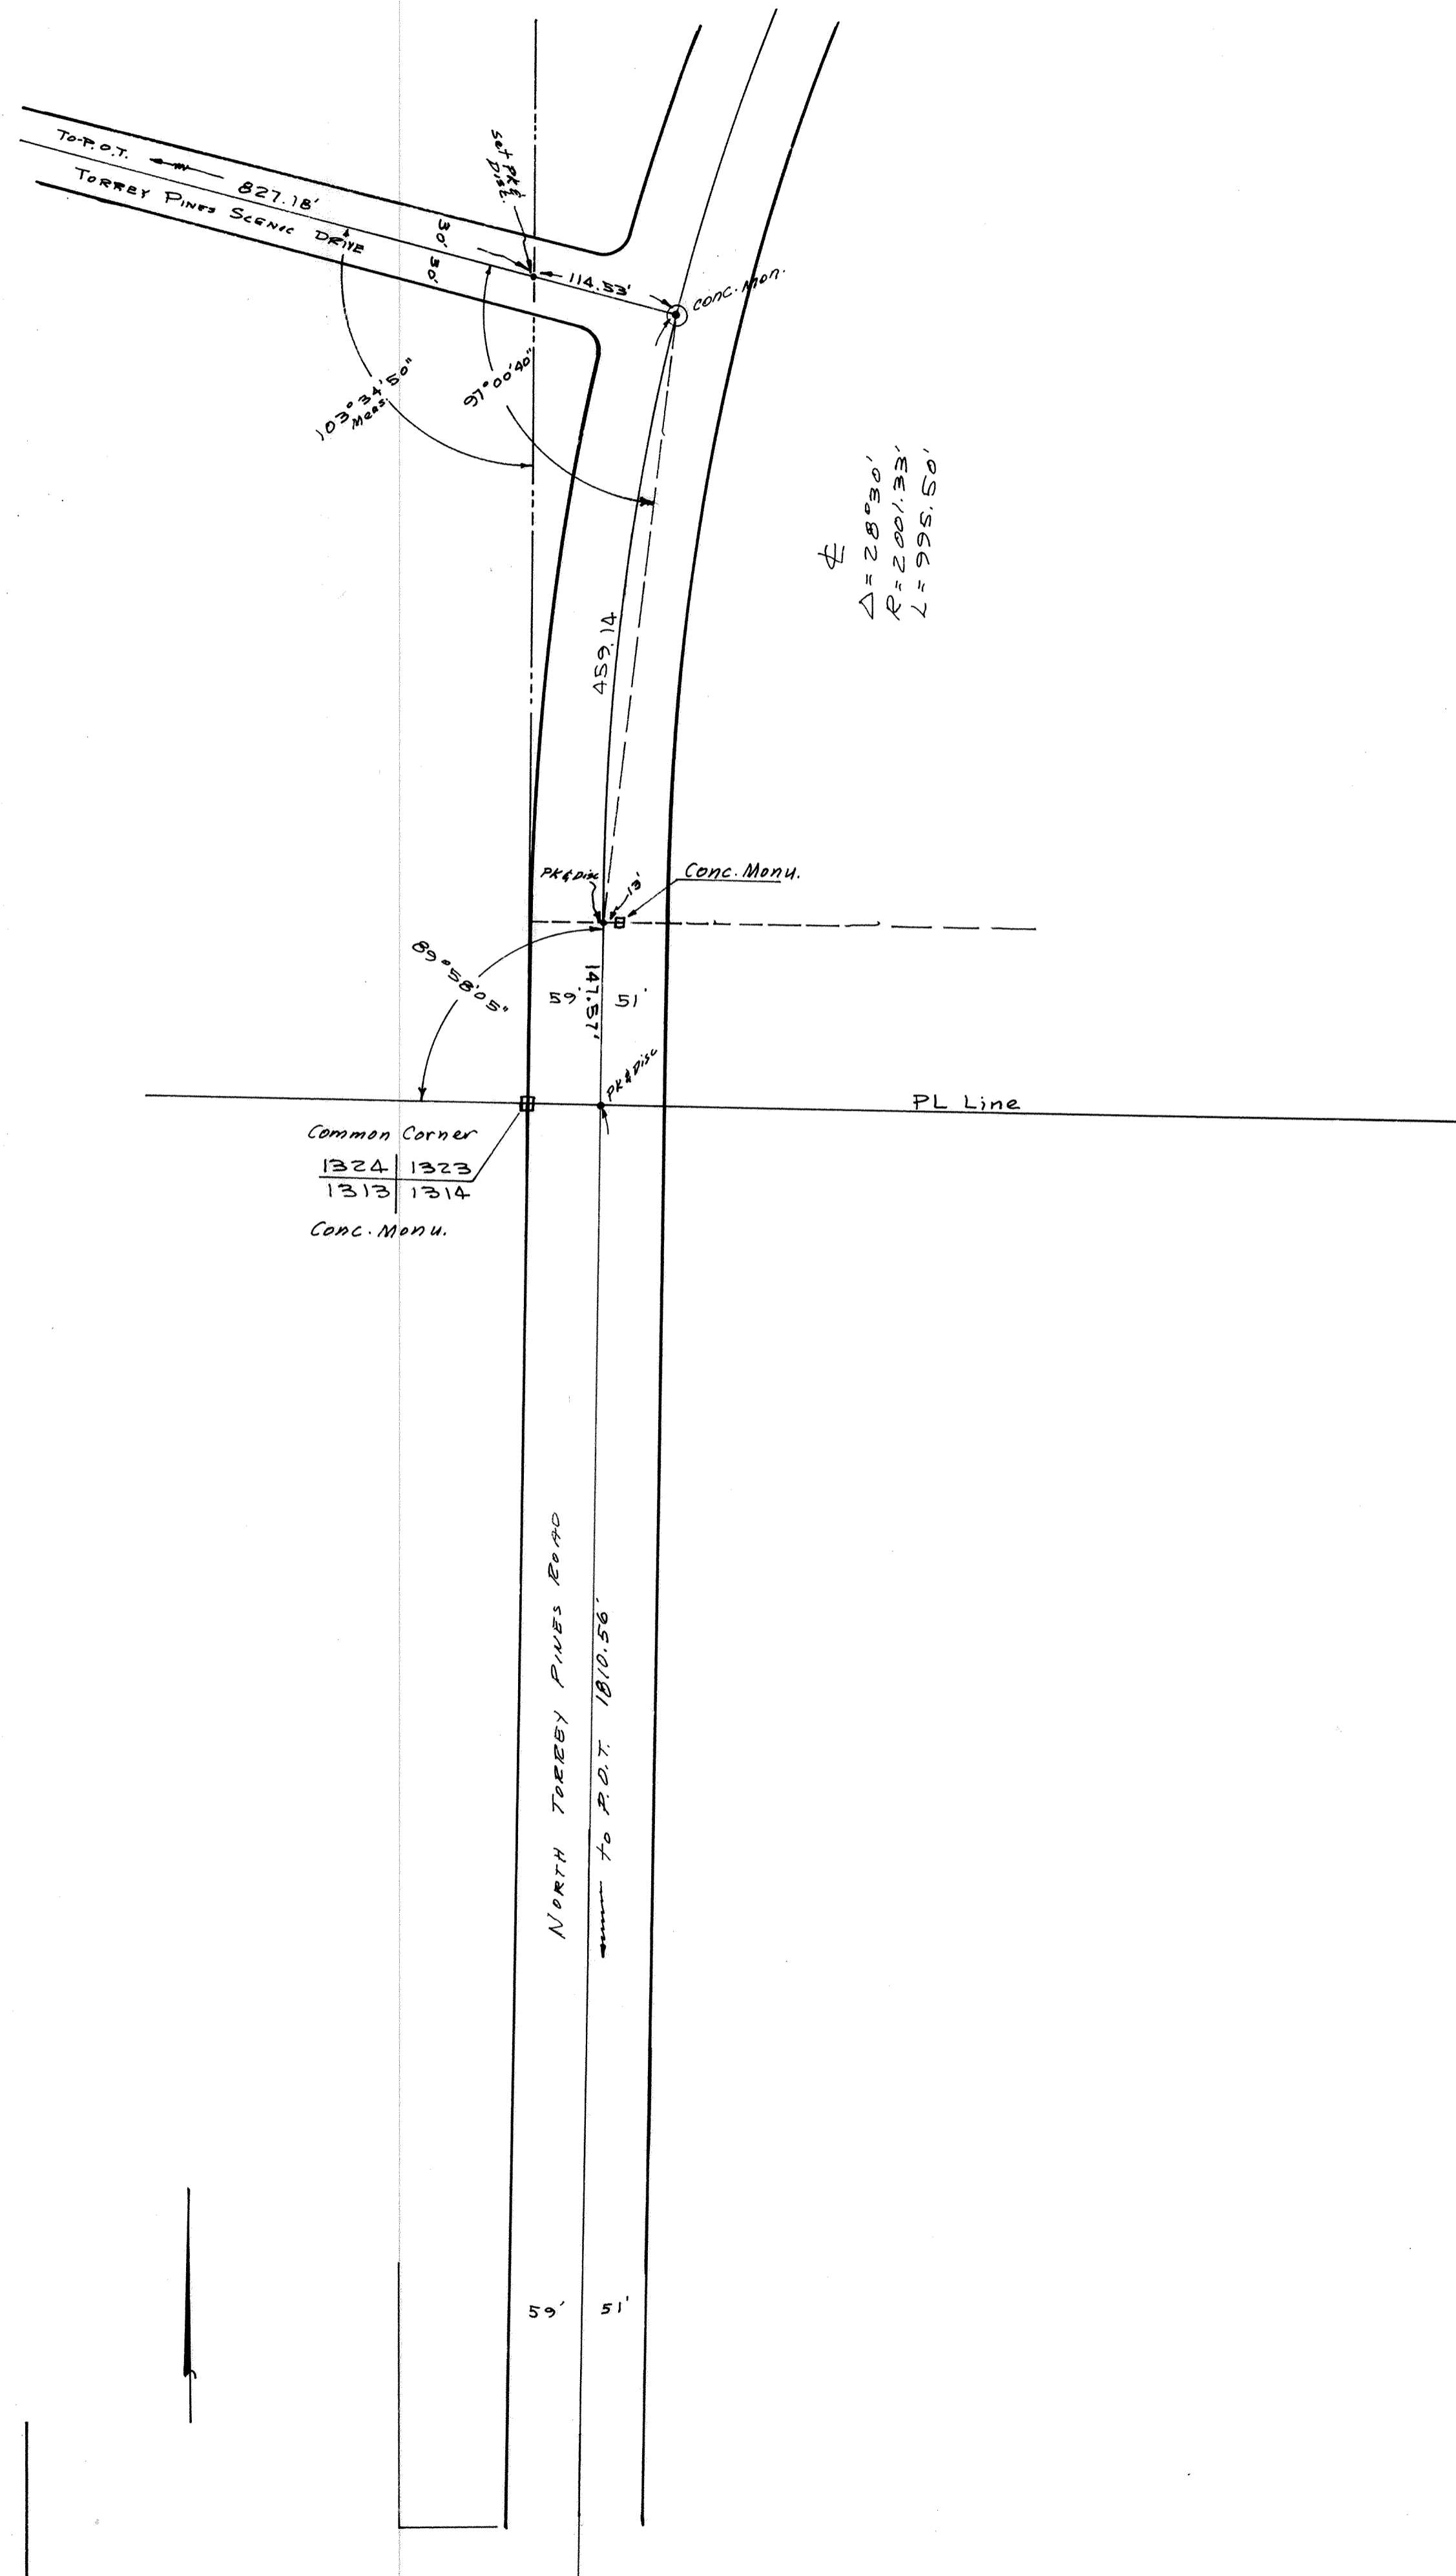 To-P.O.T.
827.18'
TORREY PINES SCENIC DRIVE
30'
30'
Set PK &
Disc.
114.53'
Conc. Mon.
103°34'50"
Meas.
97°00'40"
℄
Δ = 28°30'
R = 2001.33'
L = 995.50'
459.14
PK & Disc
13'
Conc. Monu.
89°58'05"
59'
147.57'
51'
PK & Disc
PL Line
Common Corner
1324 1323
1313 1314
Conc. Monu.
NORTH TORREY PINES ROAD
to P.O.T. 1810.56'
59'
51'